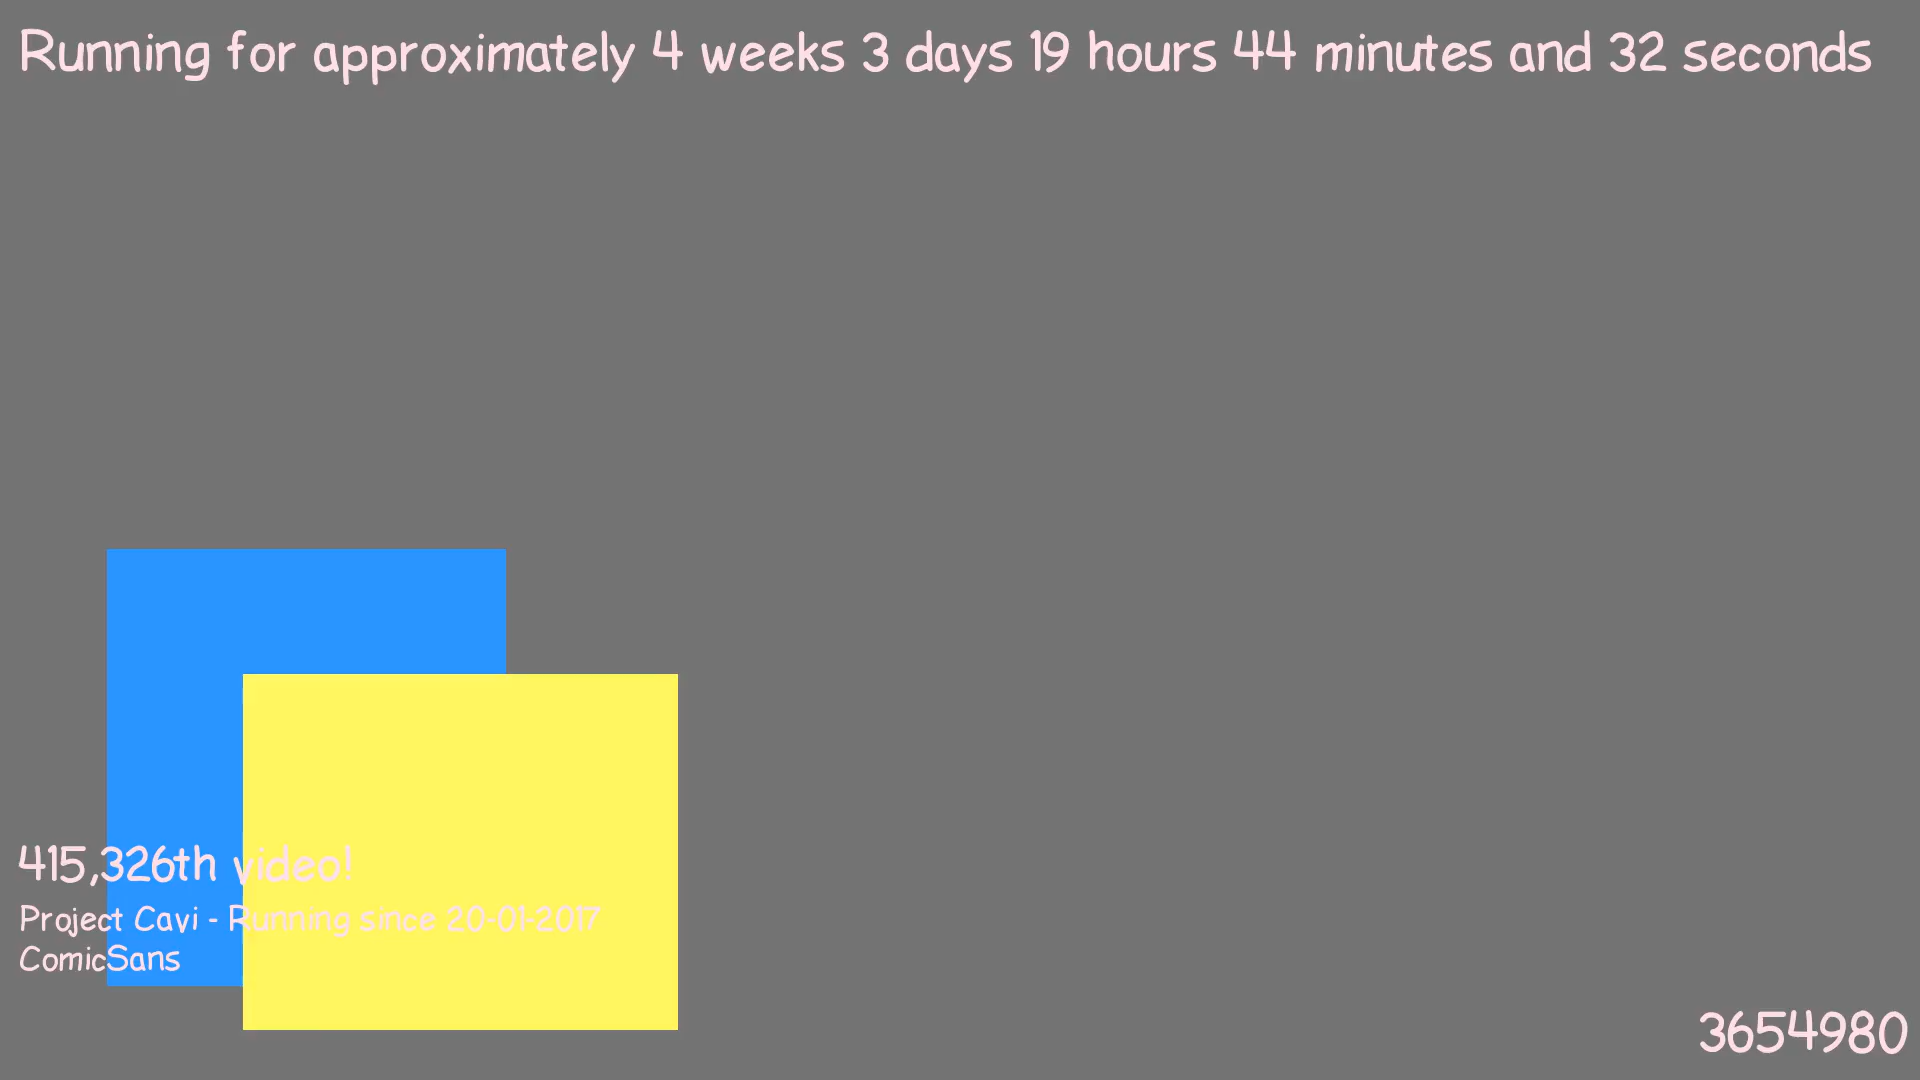 Running for approximately 4 weeks 3 days 19 hours 44 minutes and 32 seconds
415,326th video!
Project Cavi - Running since 20-01-2017
ComicSans
3654980